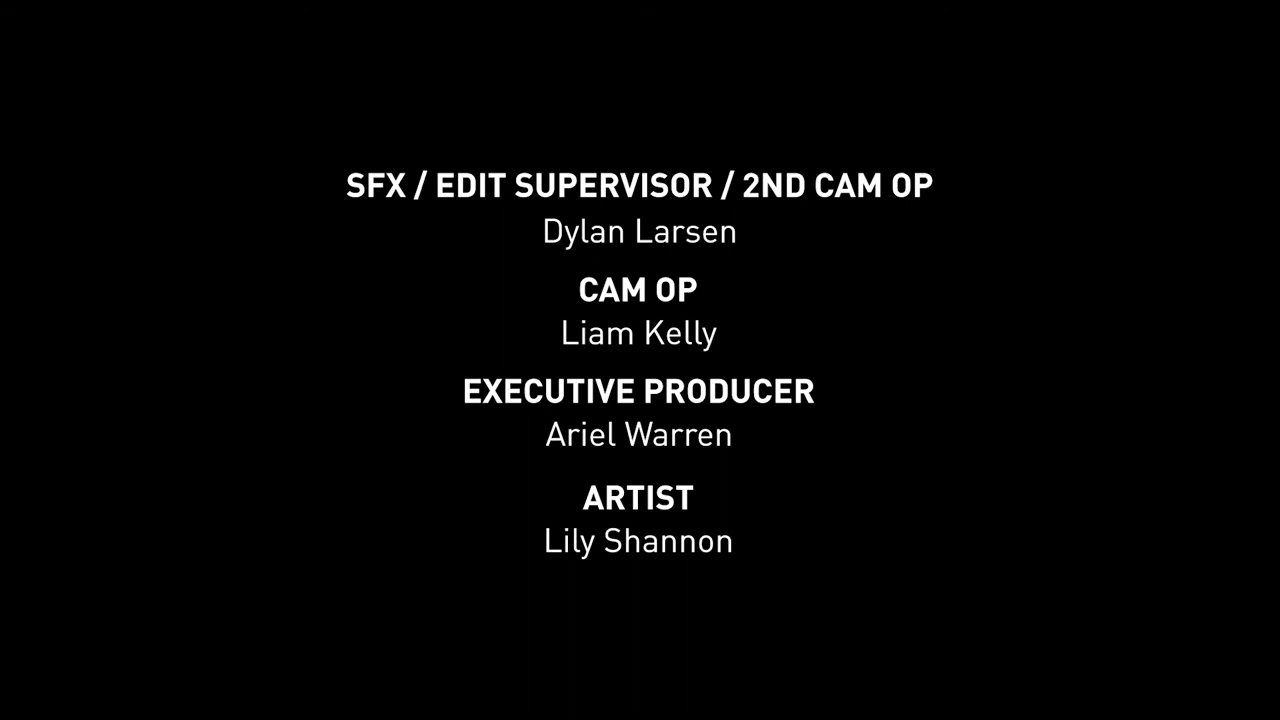 SFX / EDIT SUPERVISOR / 2ND CAM OP
Dylan Larsen
CAM OP
Liam Kelly
EXECUTIVE PRODUCER
Ariel Warren
ARTIST
Lily Shannon